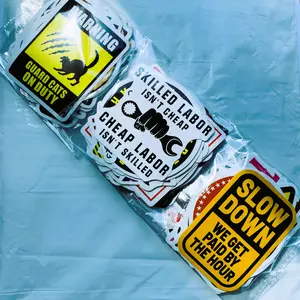 WARNING
GUARD CATS
ON DUTY
SKILLED LABOR
ISN'T CHEAP
CHEAP LABOR
ISN'T SKILLED
SLOW
DOWN
WE GET
PAID BY
THE HOUR